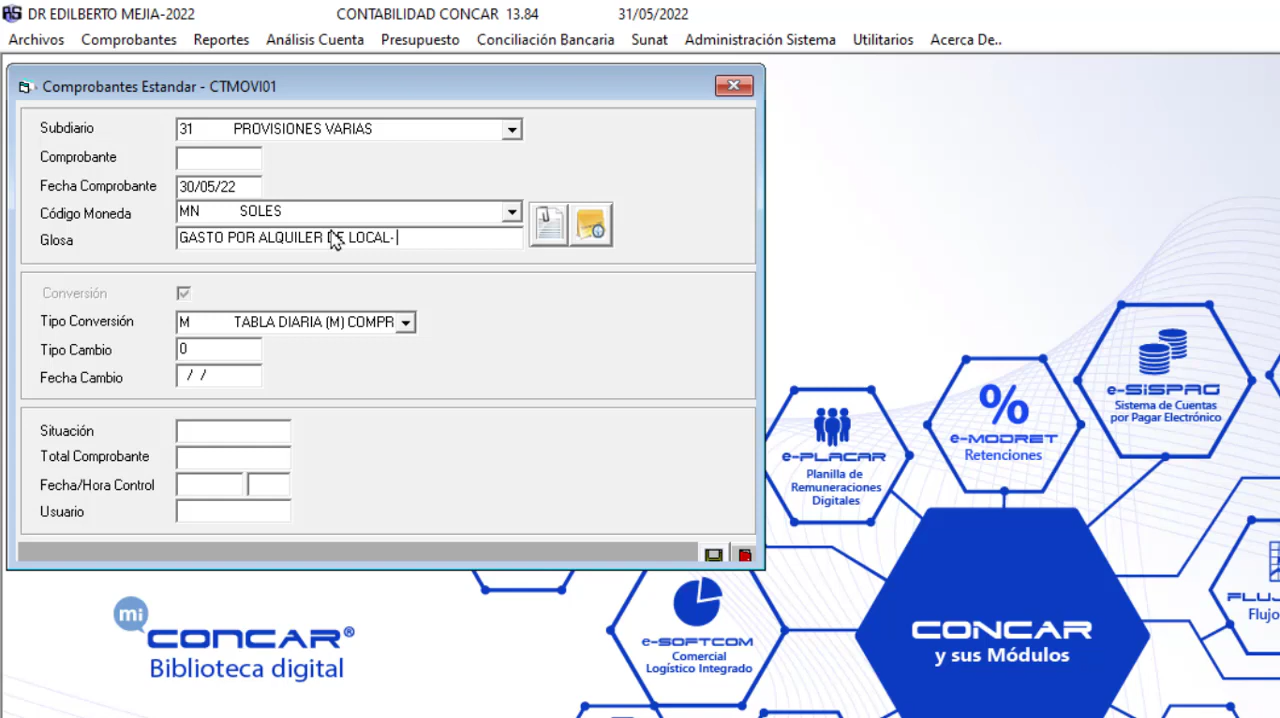 DR EDILBERTO MEJIA-2022 CONTABILIDAD CONCAR 13.84 31/05/2022
Archivos Comprobantes Reportes Análisis Cuenta Presupuesto Conciliación Bancaria Sunat Administración Sistema Utilitarios Acerca De..
Comprobantes Estandar - CTMOVI01
Subdiario 31 PROVISIONES VARIAS
Comprobante
Fecha Comprobante 30/05/22
Código Moneda MN SOLES
Glosa GASTO POR ALQUILER DE LOCAL-
Conversión
Tipo Conversión M TABLA DIARIA (M) COMPR
Tipo Cambio 0
Fecha Cambio / /
Situación
Total Comprobante
Fecha/Hora Control
Usuario
mi
CONCAR®
Biblioteca digital
e-PLACAR
Planilla de
Remuneraciones
Digitales
%
e-MODRET
Retenciones
e-SISPAG
Sistema de Cuentas
por Pagar Electrónico
e-SOFTCOM
Comercial
Logístico Integrado
CONCAR
y sus Módulos
FLUJ
Flujo